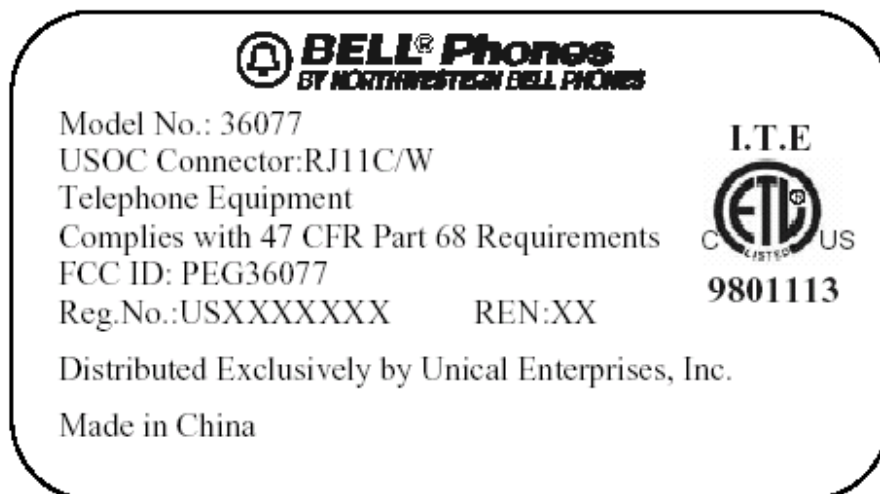 BELL® Phones
BY NORTHWESTERN BELL PHONES
Model No.: 36077
USOC Connector:RJ11C/W
Telephone Equipment
Complies with 47 CFR Part 68 Requirements
FCC ID: PEG36077
Reg.No.:USXXXXXXX REN:XX
Distributed Exclusively by Unical Enterprises, Inc.
Made in China
I.T.E
ETL®
C US
LISTED
9801113